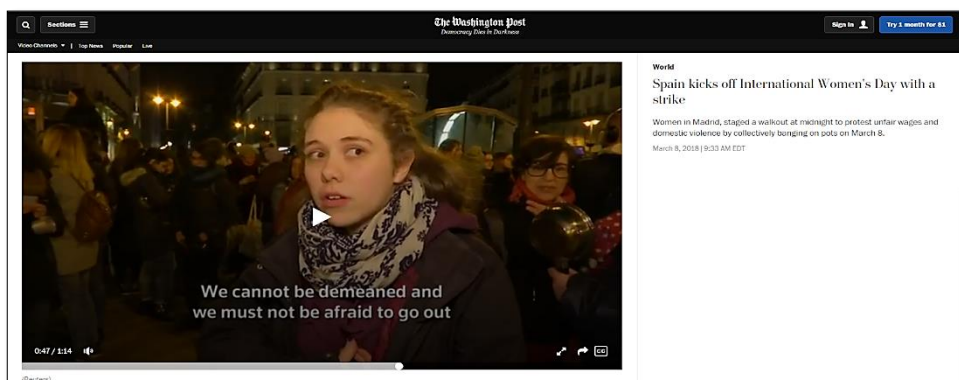 Sections
The Washington Post
Democracy Dies in Darkness
Sign In
Try 1 month for $1
Video Channels | Top News Popular Live
World
Spain kicks off International Women's Day with a
strike
Women in Madrid, staged a walkout at midnight to protest unfair wages and
domestic violence by collectively banging on pots on March 8.
March 8, 2018 | 9:33 AM EDT
We cannot be demeaned and
we must not be afraid to go out
0:47 / 1:14
CC
(Reuters)